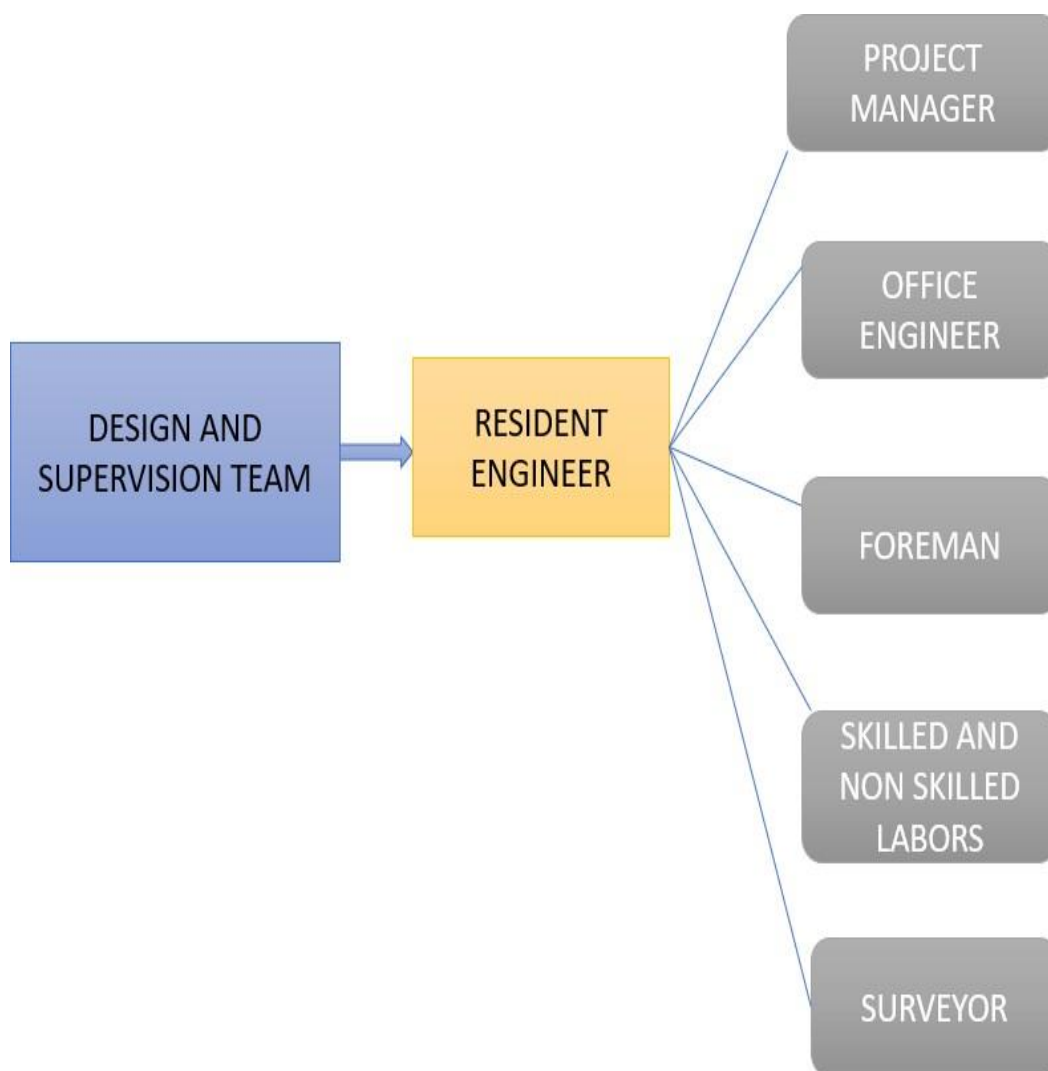 DESIGN AND
SUPERVISION TEAM
RESIDENT
ENGINEER
PROJECT
MANAGER
OFFICE
ENGINEER
FOREMAN
SKILLED AND
NON SKILLED
LABORS
SURVEYOR